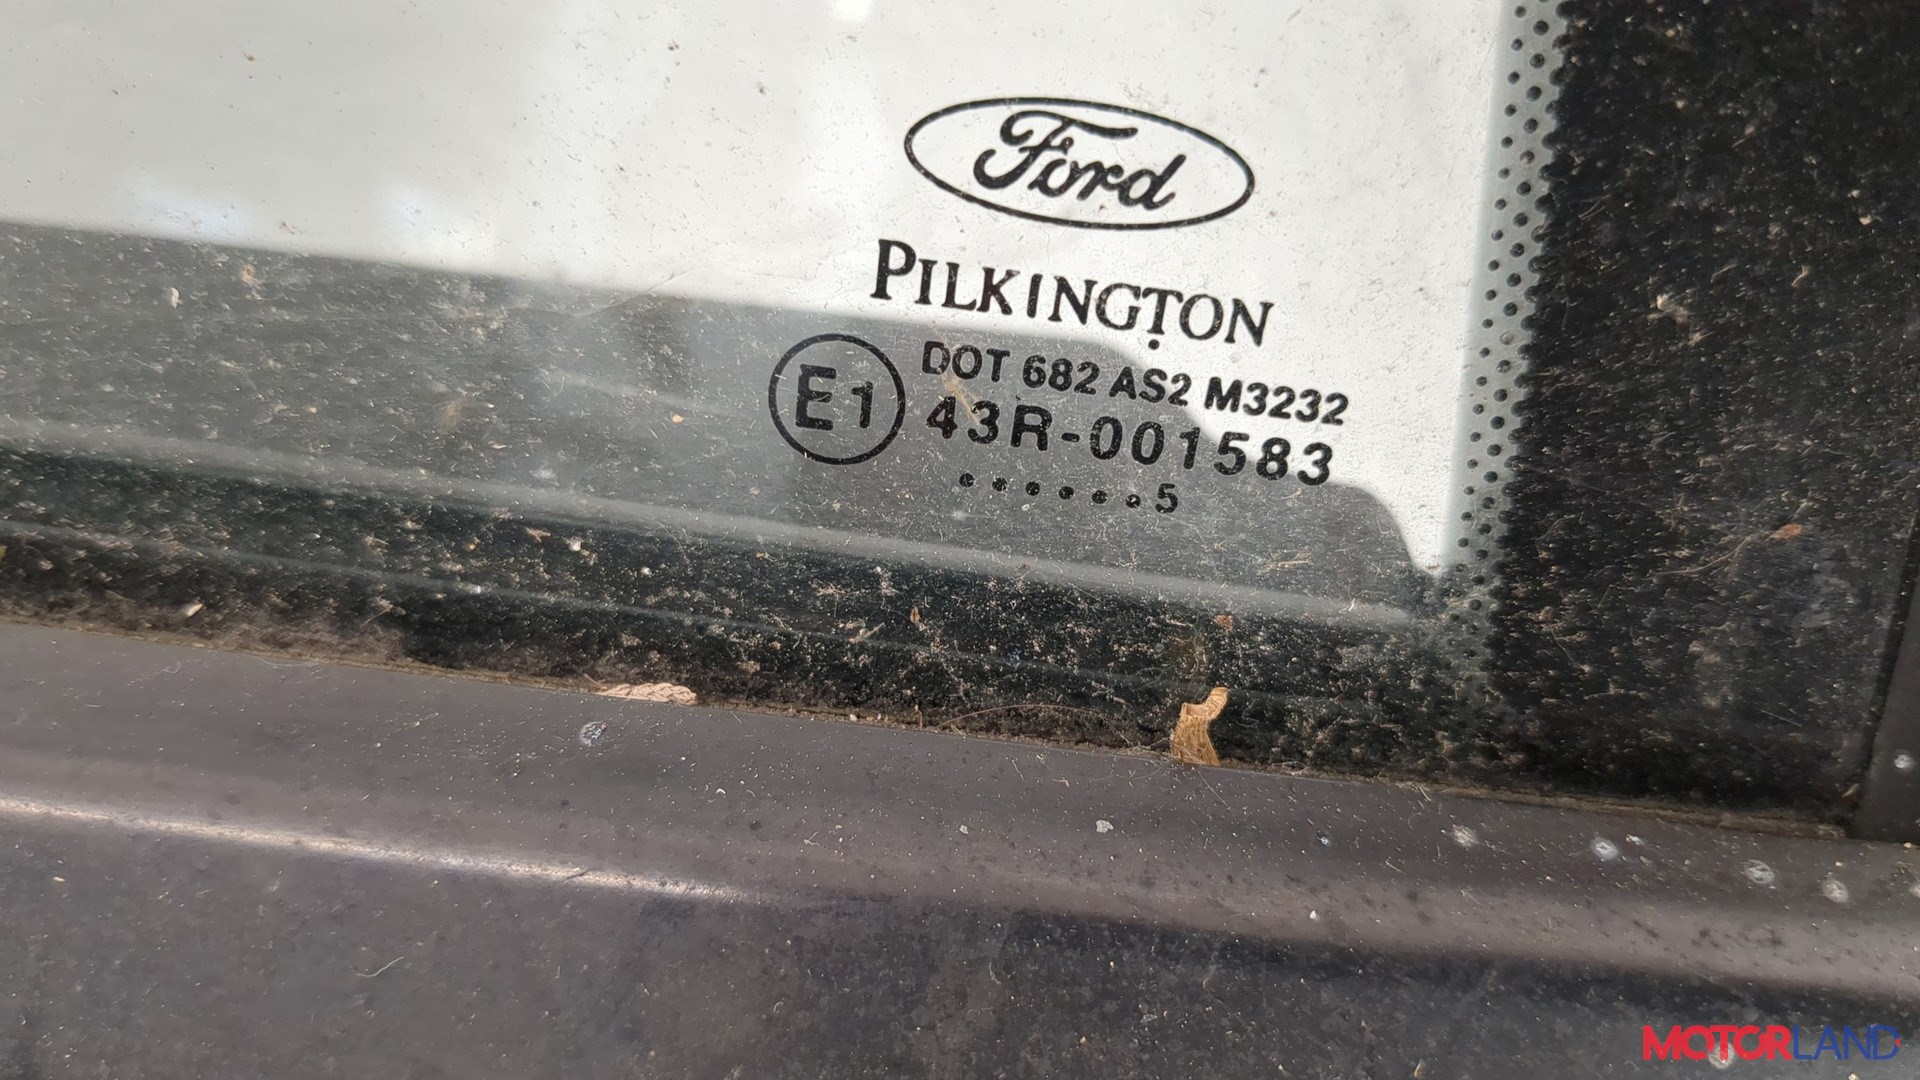 Ford
PILKINGTON
DOT 682 AS2 M3232
E1 43R-001583
••••••5
MOTORLAND